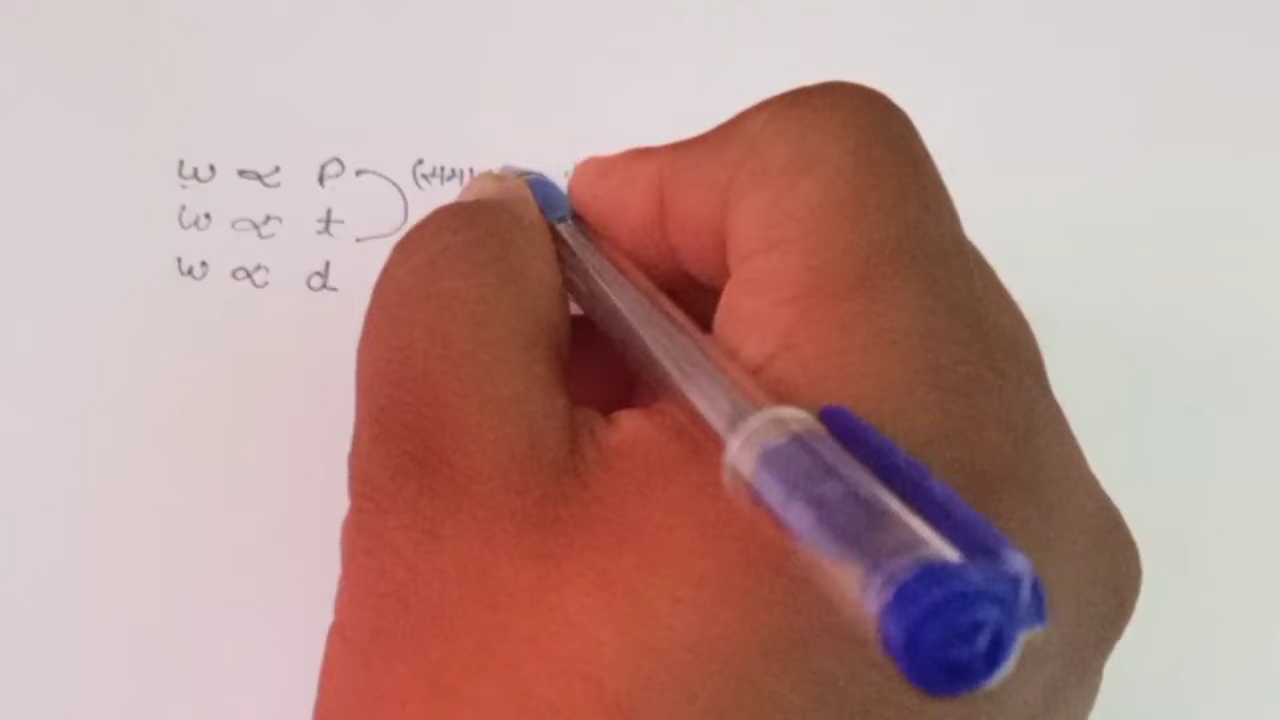 w ∝ P
w ∝ t
w ∝ d